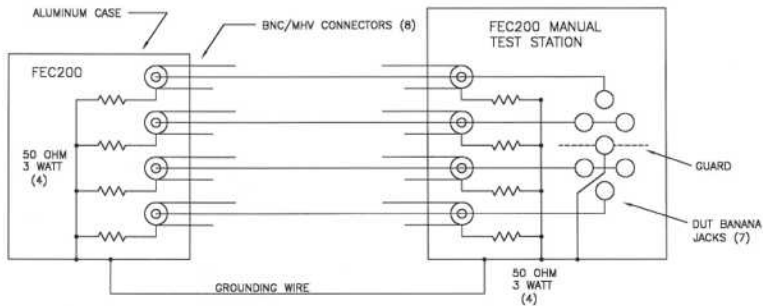 ALUMINUM CASE
BNC/MHV CONNECTORS (8)
FEC200 MANUAL
TEST STATION
FEC200
50 OHM
3 WATT
(4)
GUARD
DUT BANANA
JACKS (7)
GROUNDING WIRE
50 OHM
3 WATT
(4)